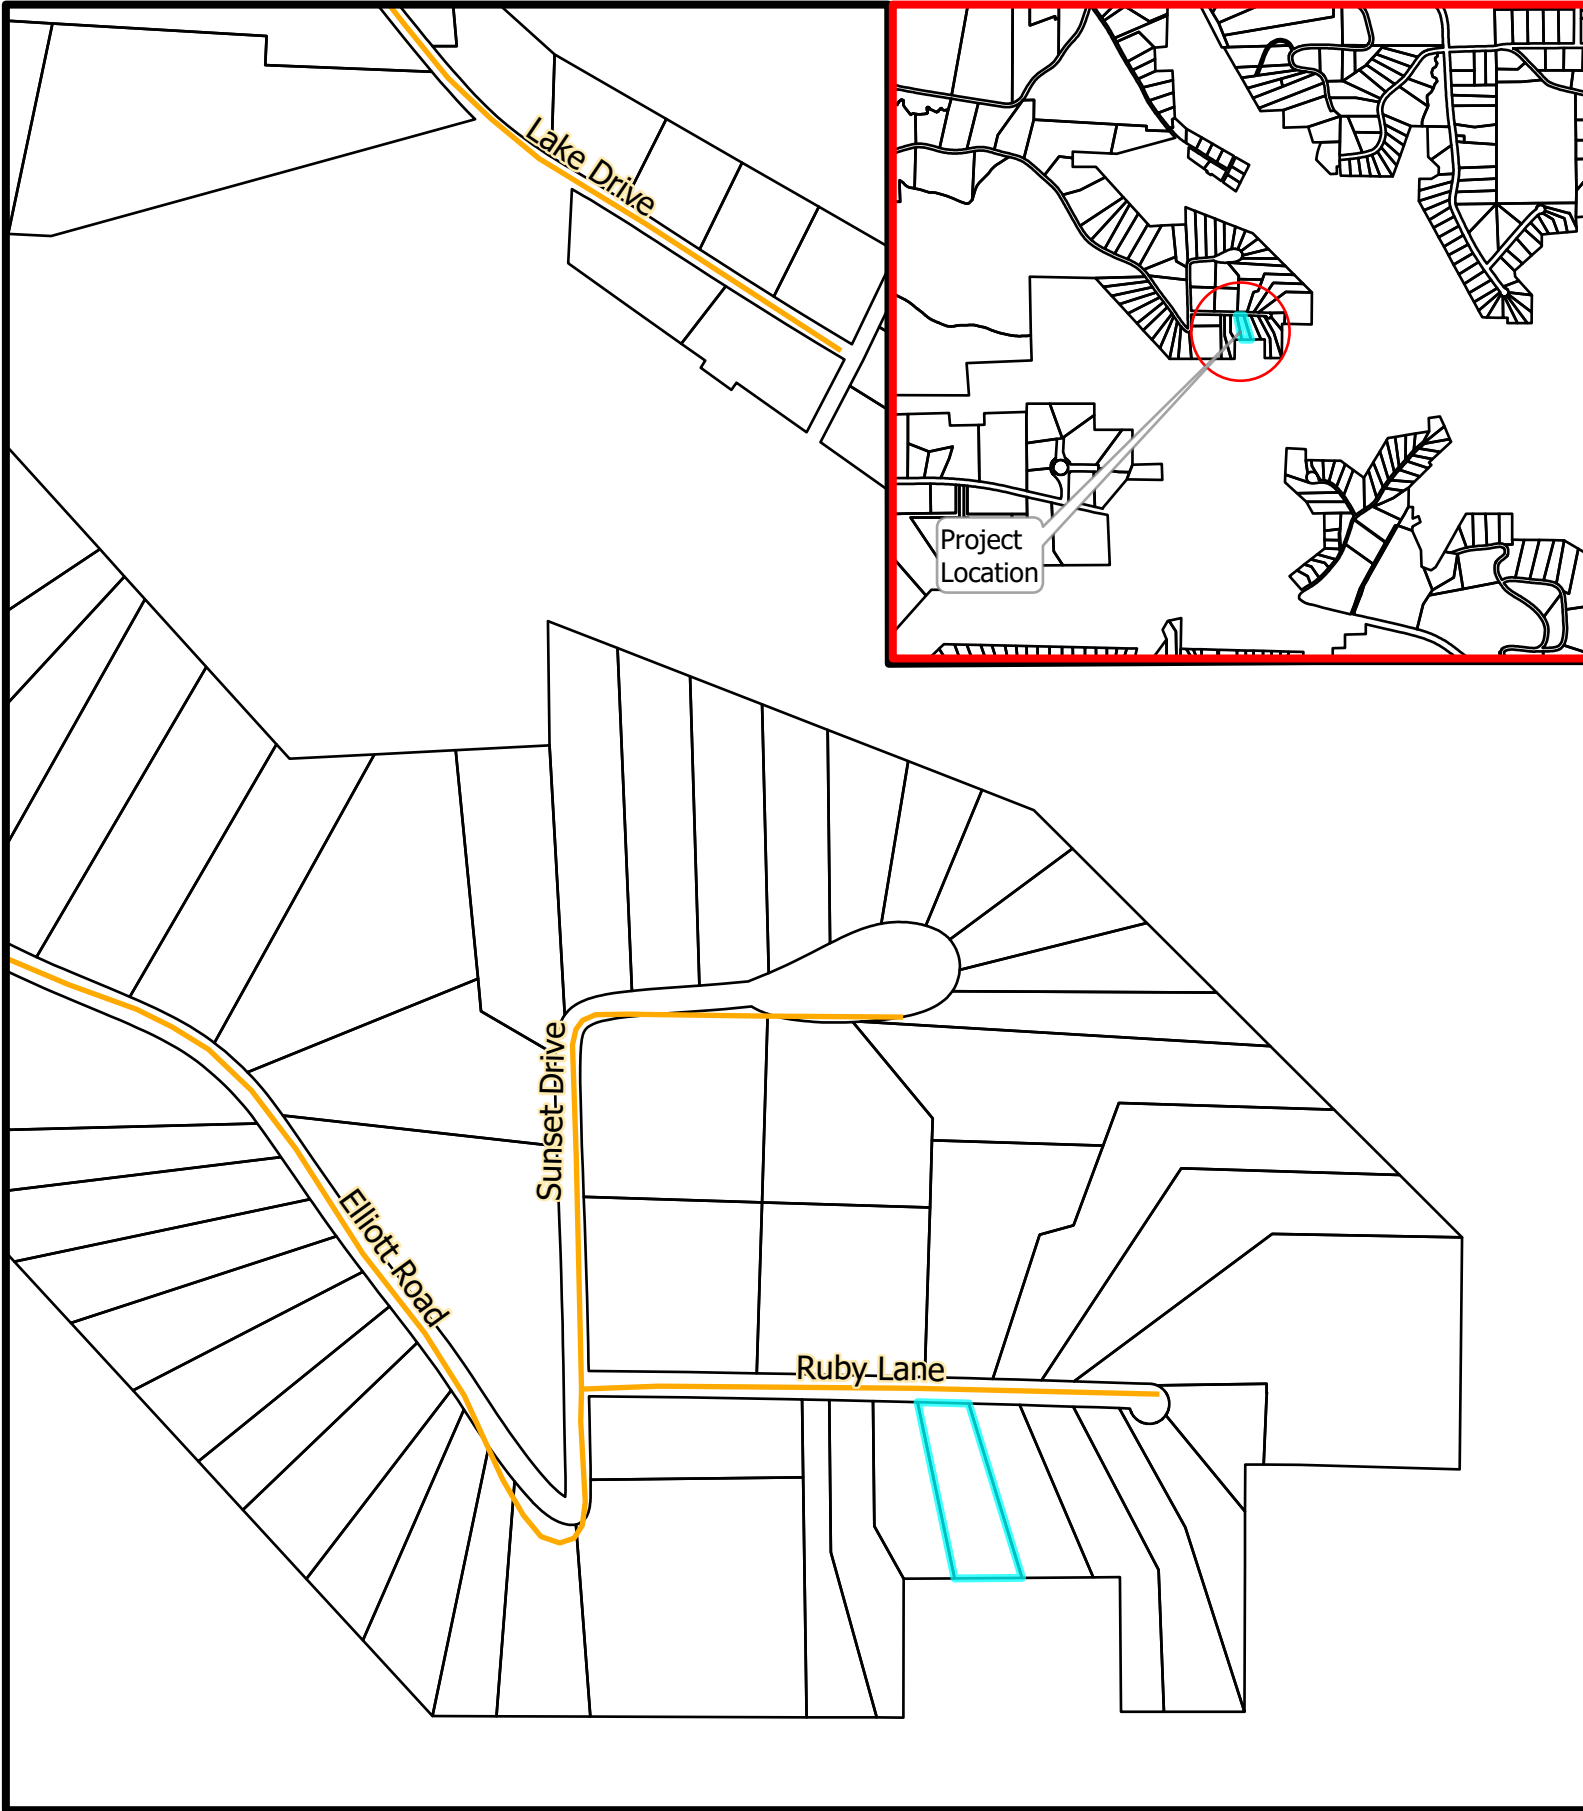 Lake Drive
Project
Location
Sunset Drive
Elliott Road
Ruby Lane